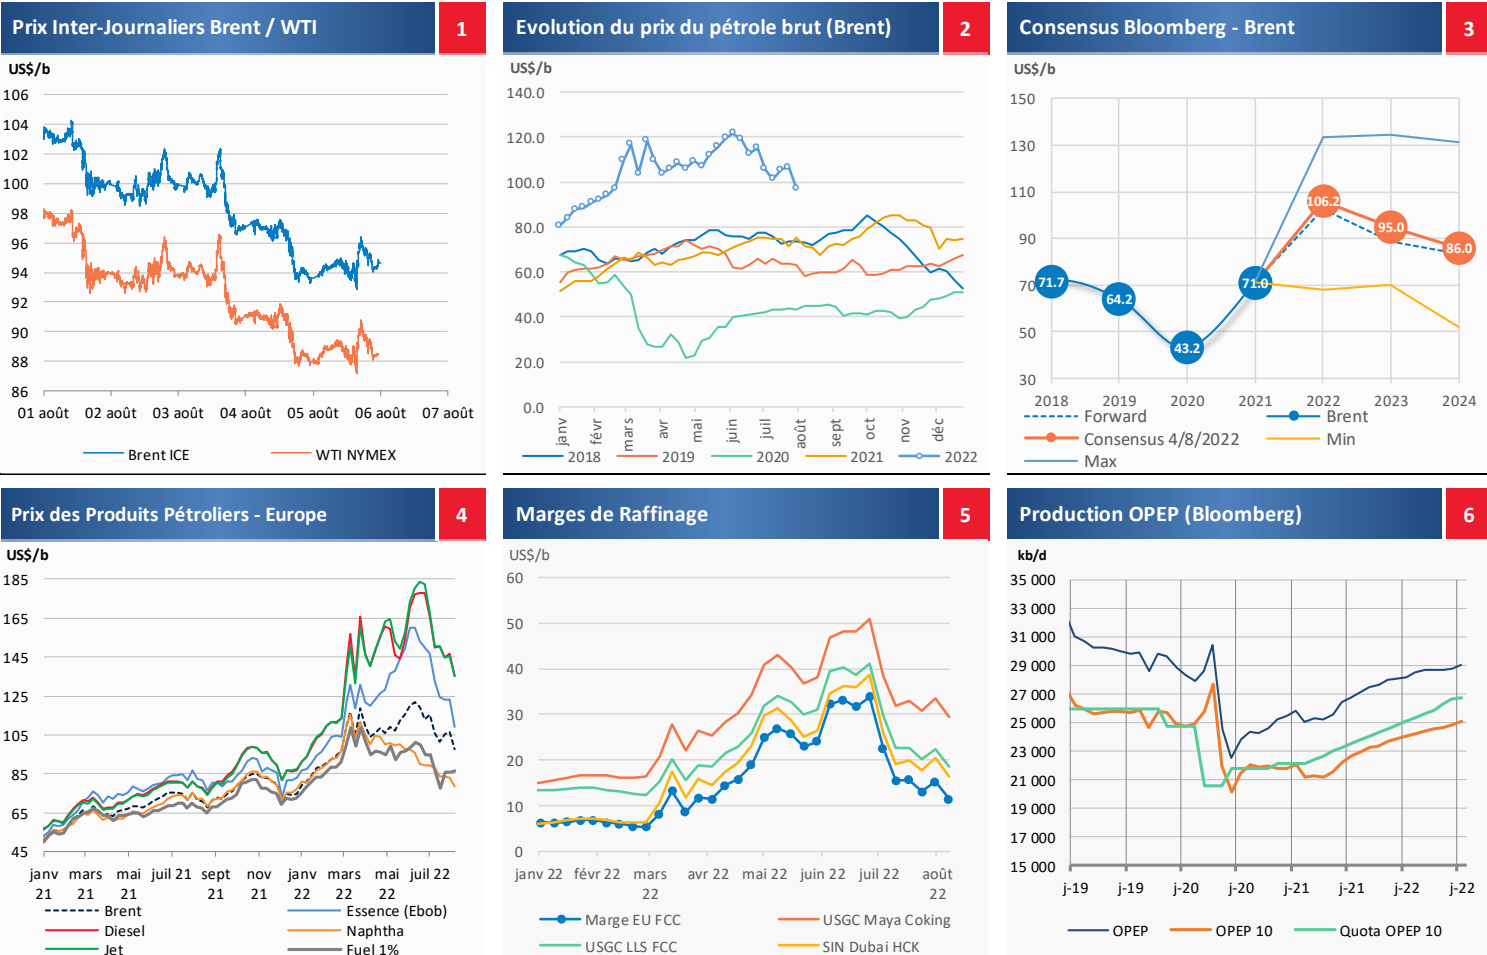 Prix Inter-Journaliers Brent / WTI
1
US$/b
106
104
102
100
98
96
94
92
90
88
86
01 août 02 août 03 août 04 août 05 août 06 août 07 août
Brent ICE WTI NYMEX
Evolution du prix du pétrole brut (Brent)
2
US$/b
140.0
120.0
100.0
80.0
60.0
40.0
20.0
0.0
janv févr mars avr mai juin juil août sept oct nov déc
2018 2019 2020 2021 2022
Consensus Bloomberg - Brent
3
US$/b
150
130
110
90
70
50
30
71.7
64.2
43.2
71.0
106.2
95.0
86.0
2018 2019 2020 2021 2022 2023 2024
Forward Brent
Consensus 4/8/2022 Min
Max
Prix des Produits Pétroliers - Europe
4
US$/b
185
165
145
125
105
85
65
45
janv mars mai juil 21 sept nov janv mars mai juil 22
21 21 21 21 21 22 22 22
Brent Essence (Ebob)
Diesel Naphtha
Jet Fuel 1%
Marges de Raffinage
5
US$/b
60
50
40
30
20
10
0
janv 22 févr 22 mars avr 22 mai 22 juin 22 juil 22 août
22 22
Marge EU FCC USGC Maya Coking
USGC LLS FCC SIN Dubai HCK
Production OPEP (Bloomberg)
6
kb/d
35 000
33 000
31 000
29 000
27 000
25 000
23 000
21 000
19 000
17 000
15 000
j-19 j-19 j-20 j-20 j-21 j-21 j-22 j-22
OPEP OPEP 10 Quota OPEP 10